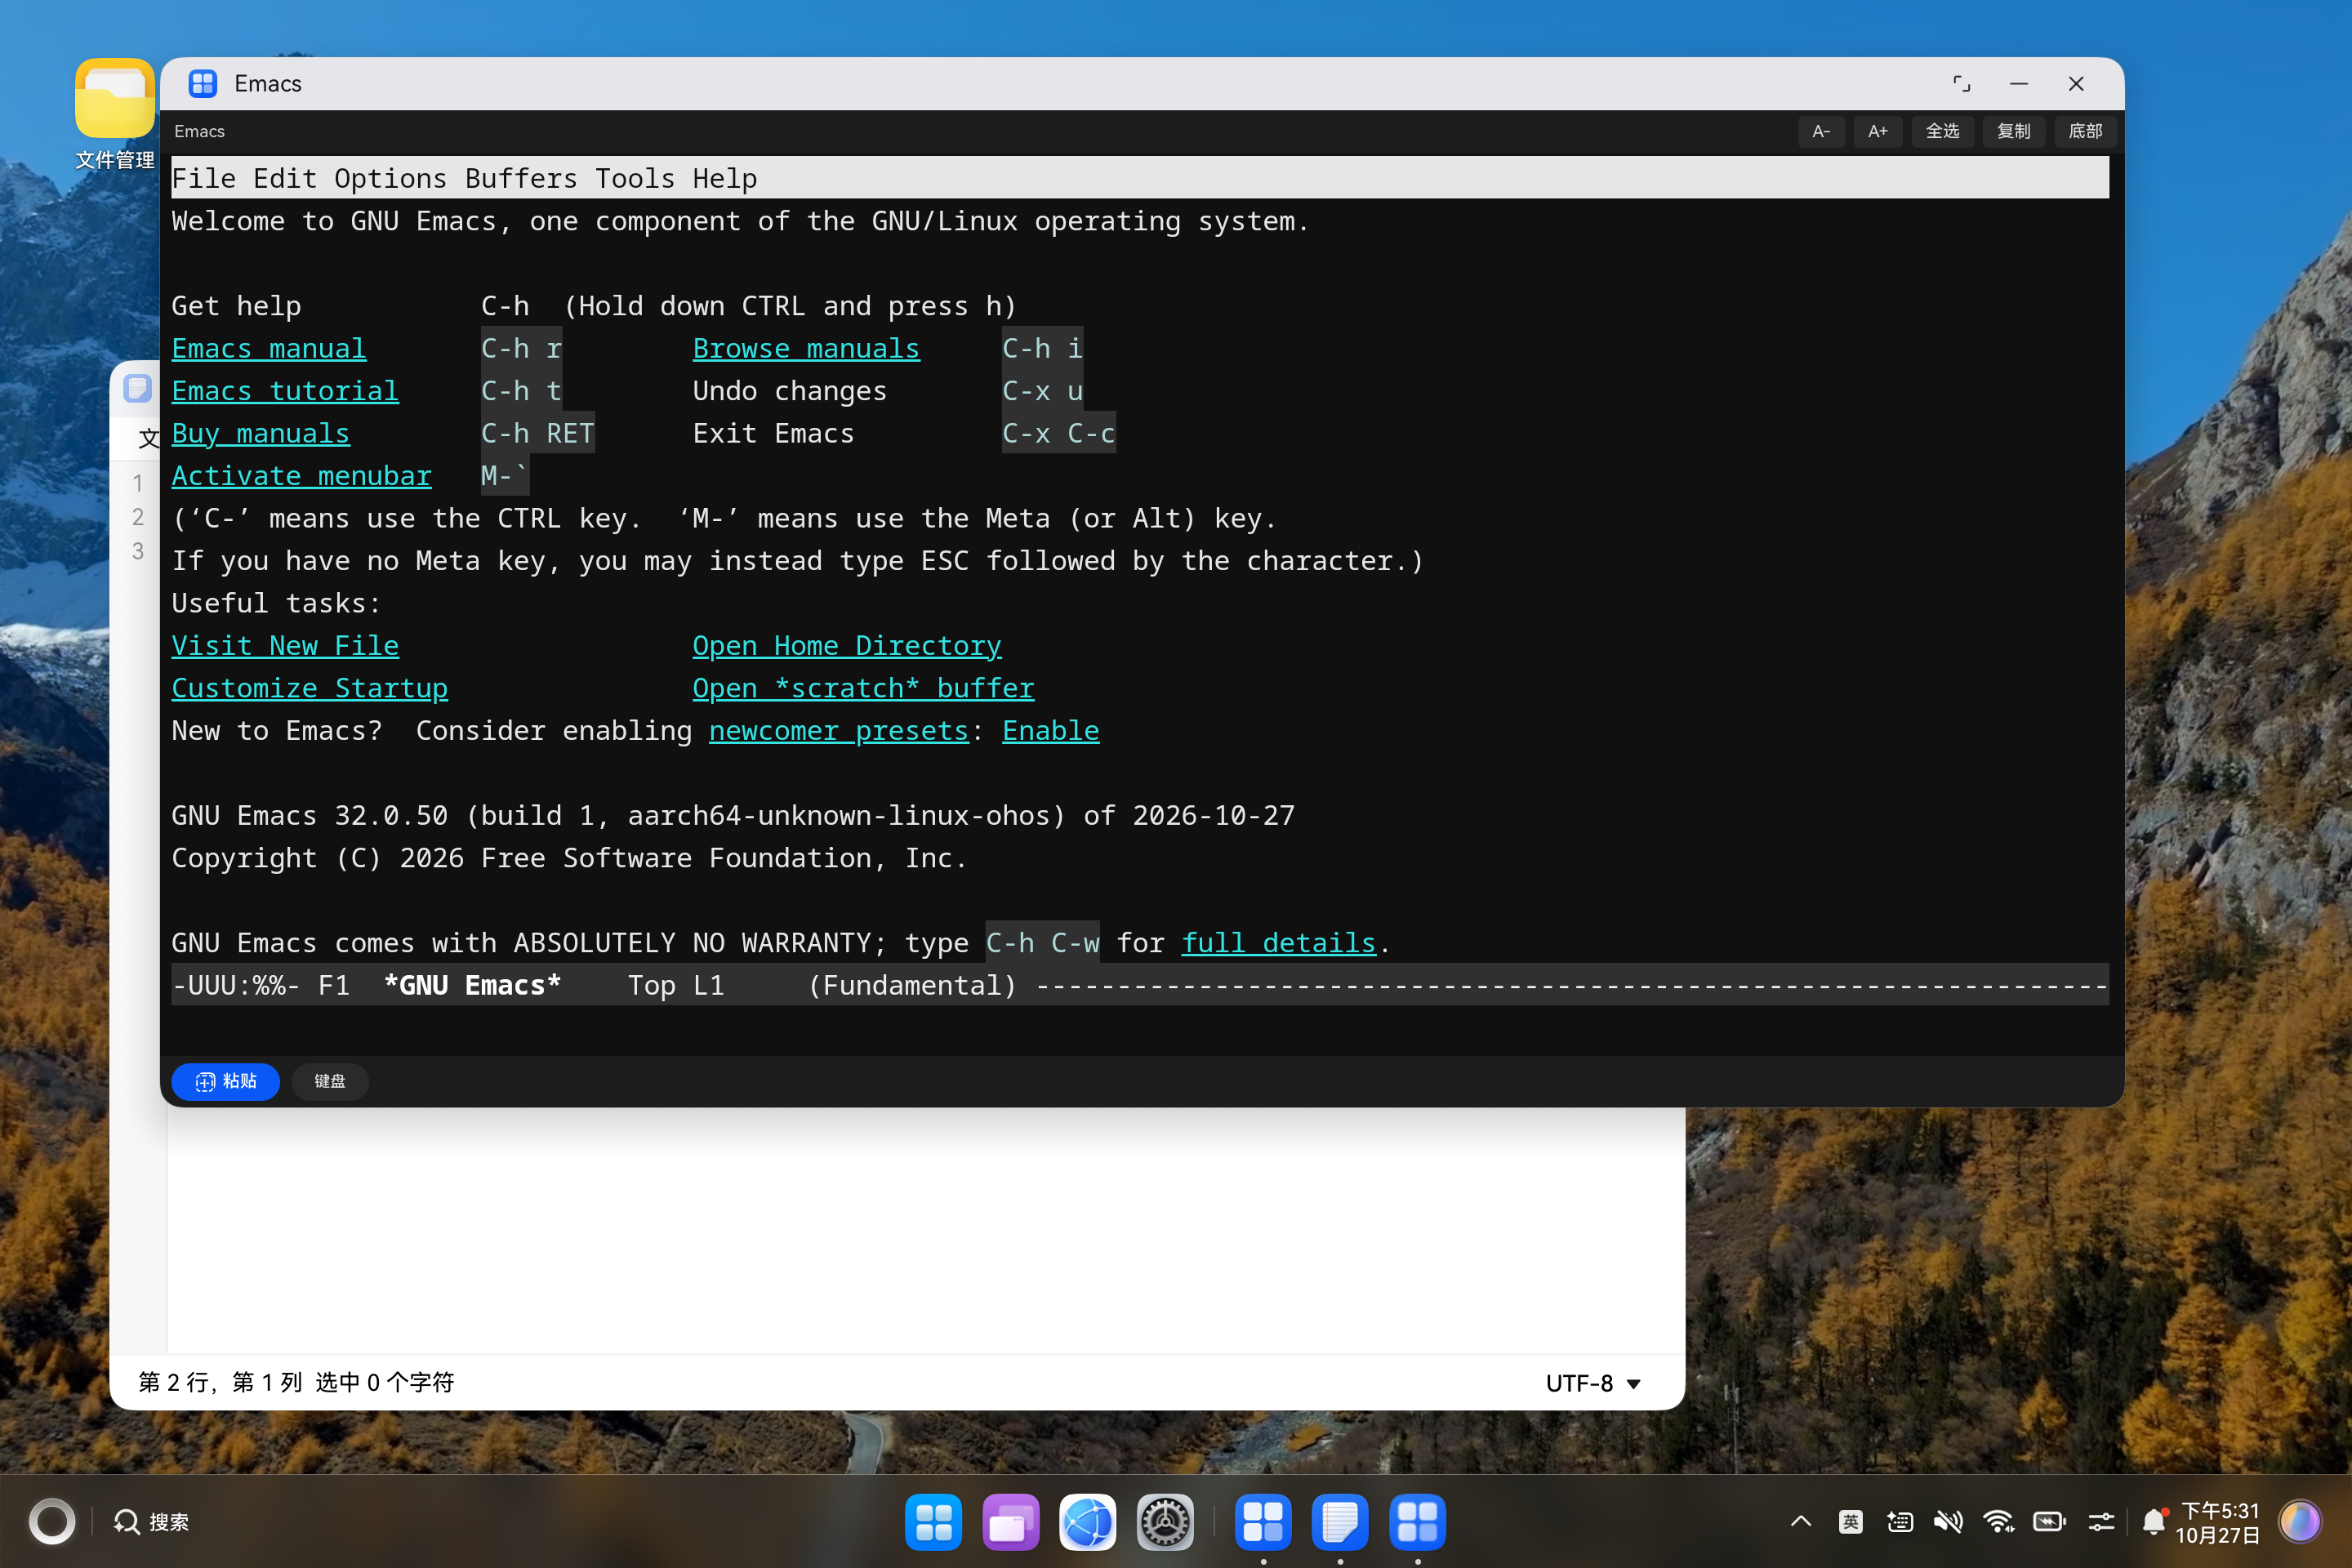 文件管理
Emacs
Emacs A- A+ 全选 复制 底部
File Edit Options Buffers Tools Help
Welcome to GNU Emacs, one component of the GNU/Linux operating system.
Get help C-h (Hold down CTRL and press h)
Emacs manual C-h r Browse manuals C-h i
Emacs tutorial C-h t Undo changes C-x u
Buy manuals C-h RET Exit Emacs C-x C-c
Activate menubar M-`
(‘C-’ means use the CTRL key.  ‘M-’ means use the Meta (or Alt) key.
If you have no Meta key, you may instead type ESC followed by the character.)
Useful tasks:
Visit New File Open Home Directory
Customize Startup Open *scratch* buffer
New to Emacs?  Consider enabling newcomer presets: Enable
GNU Emacs 32.0.50 (build 1, aarch64-unknown-linux-ohos) of 2026-10-27
Copyright (C) 2026 Free Software Foundation, Inc.
GNU Emacs comes with ABSOLUTELY NO WARRANTY; type C-h C-w for full details.
-UUU:%%- F1  *GNU Emacs*    Top L1     (Fundamental) ------------------------------------------------------------------
粘贴 键盘
文
1
2
3
第 2 行，第 1 列 选中 0 个字符 UTF-8
搜索
英
下午5:31
10月27日